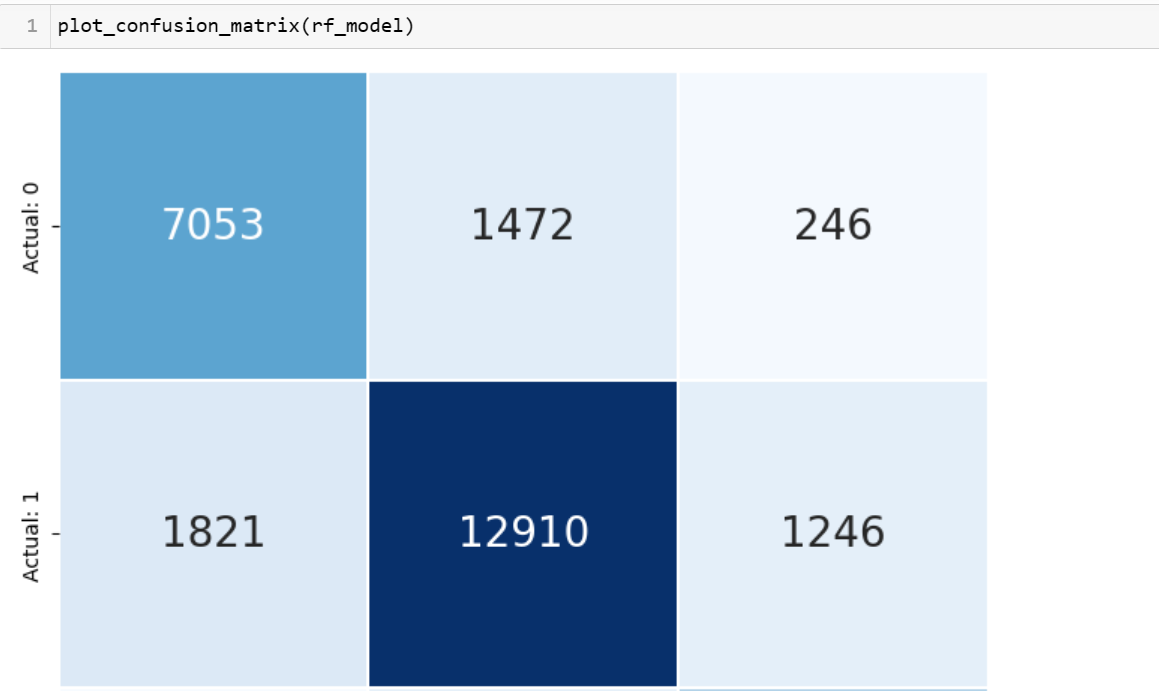 1 plot_confusion_matrix(rf_model)
Actual: 0
7053 1472 246
Actual: 1
1821 12910 1246